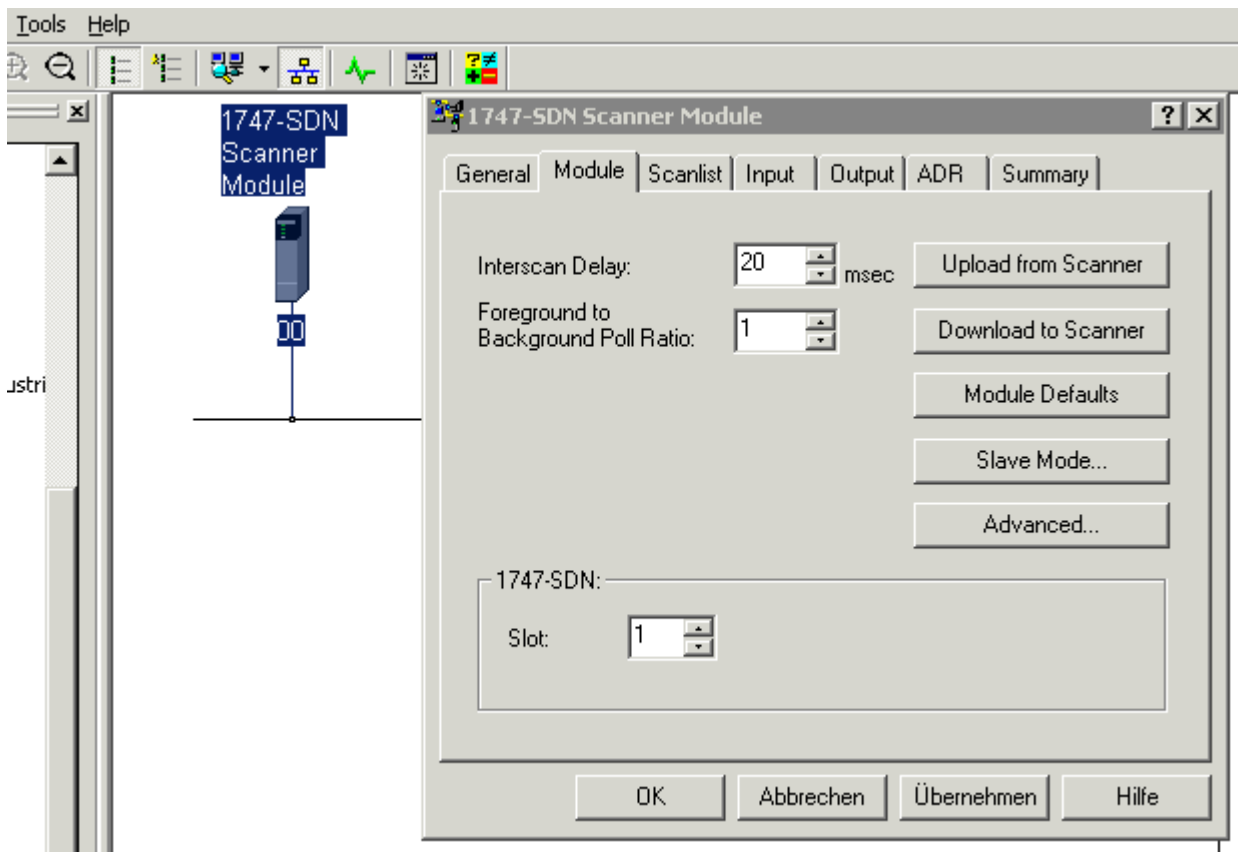 Tools Help
1747-SDN
Scanner
Module
00
ustri
1747-SDN Scanner Module
General Module Scanlist Input Output ADR Summary
Interscan Delay: 20 msec
Upload from Scanner
Foreground to
Background Poll Ratio: 1
Download to Scanner
Module Defaults
Slave Mode...
Advanced...
1747-SDN:
Slot: 1
OK Abbrechen Übernehmen Hilfe